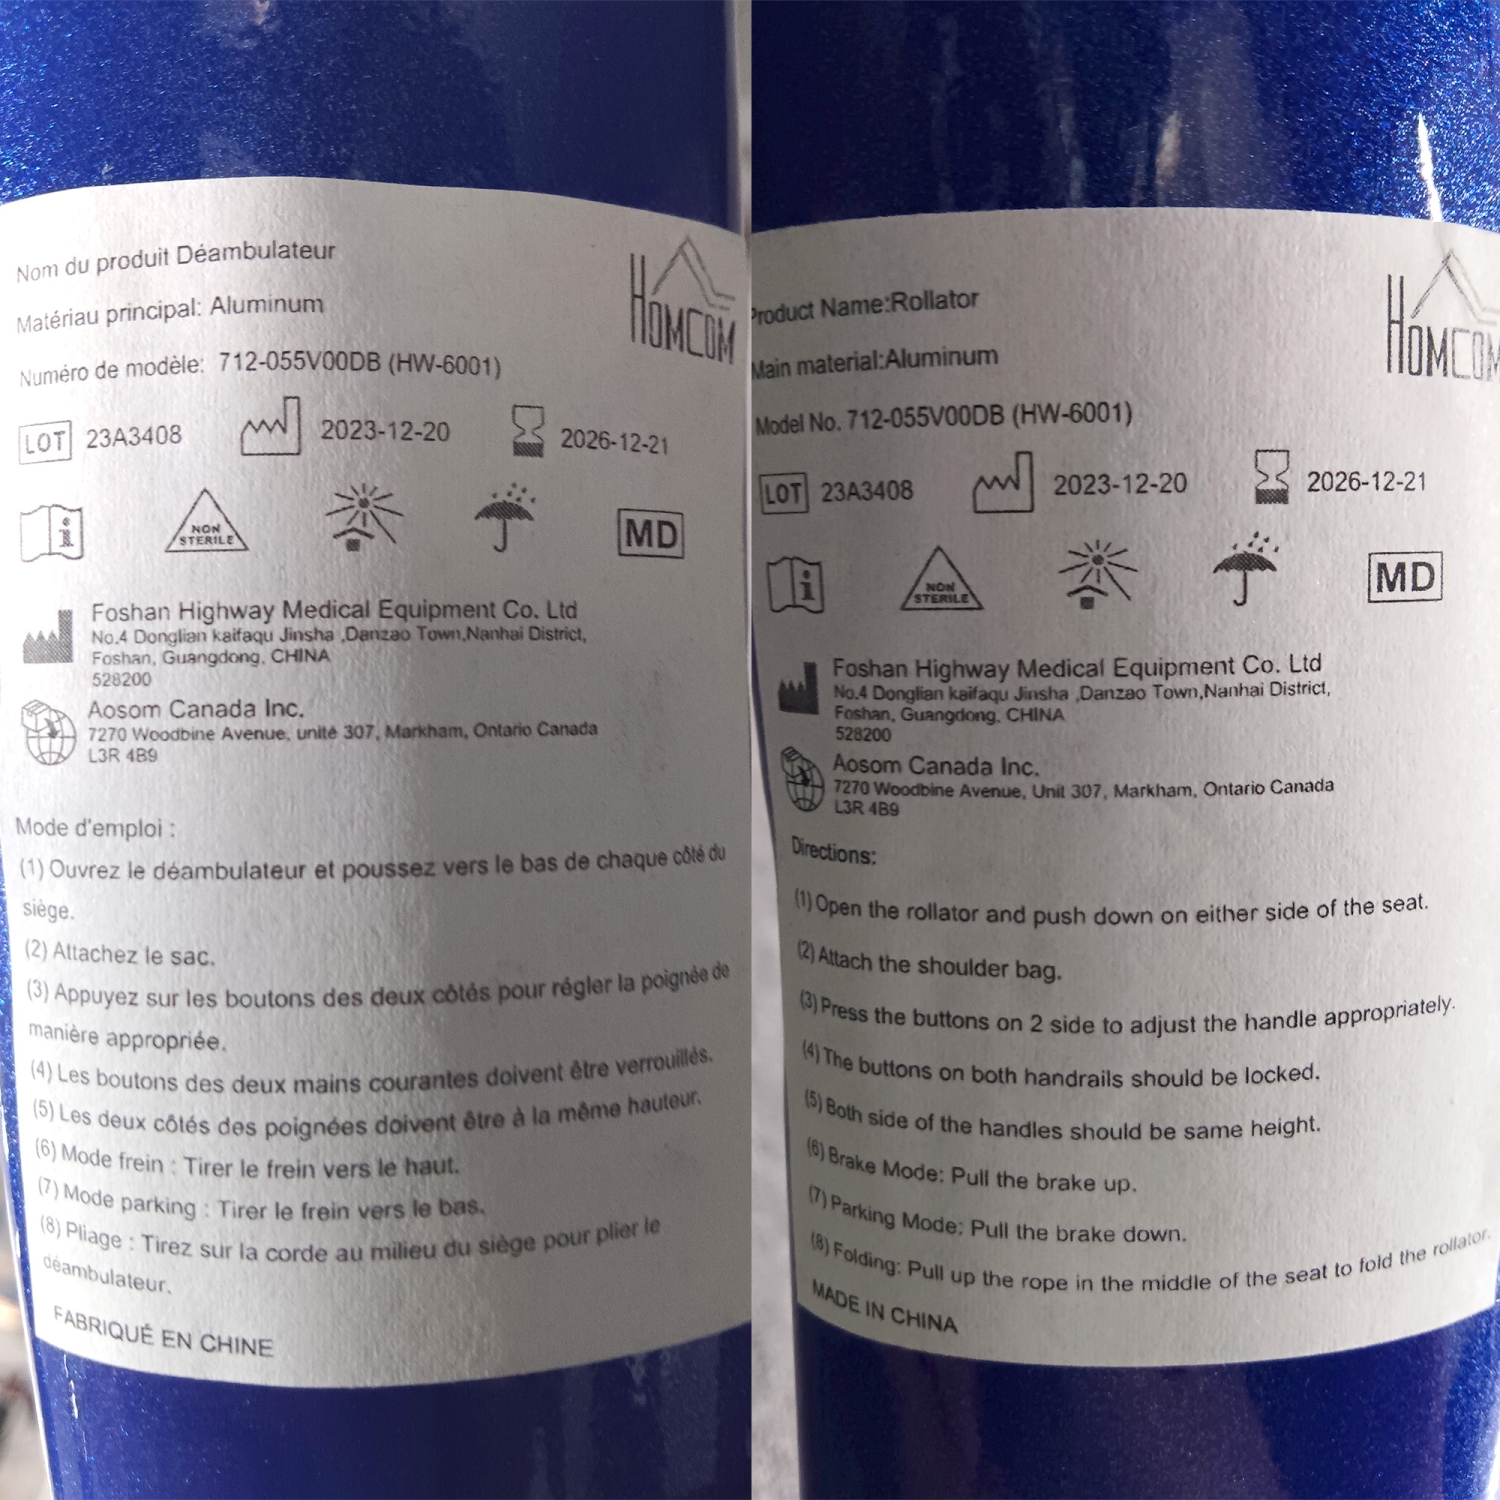 Nom du produit Déambulateur
HOMCOM
Matériau principal: Aluminum
Numéro de modèle: 712-055V00DB (HW-6001)
LOT 23A3408 2023-12-20 2026-12-21
i NON STERILE MD
Foshan Highway Medical Equipment Co. Ltd
No.4 Donglian kaifaqu Jinsha ,Danzao Town,Nanhai District,
Foshan, Guangdong, CHINA
528200
Aosom Canada Inc.
7270 Woodbine Avenue, unité 307, Markham, Ontario Canada
L3R 4B9
Mode d'emploi :
(1) Ouvrez le déambulateur et poussez vers le bas de chaque côté du
siège.
(2) Attachez le sac.
(3) Appuyez sur les boutons des deux côtés pour régler la poignée de
manière appropriée.
(4) Les boutons des deux mains courantes doivent être verrouillés.
(5) Les deux côtés des poignées doivent être à la même hauteur.
(6) Mode frein : Tirer le frein vers le haut.
(7) Mode parking : Tirer le frein vers le bas.
(8) Pliage : Tirez sur la corde au milieu du siège pour plier le
déambulateur.
FABRIQUÉ EN CHINE
Product Name:Rollator
HOMCOM
Main material:Aluminum
Model No. 712-055V00DB (HW-6001)
LOT 23A3408 2023-12-20 2026-12-21
i NON STERILE MD
Foshan Highway Medical Equipment Co. Ltd
No.4 Donglian kaifaqu Jinsha ,Danzao Town,Nanhai District,
Foshan, Guangdong, CHINA
528200
Aosom Canada Inc.
7270 Woodbine Avenue, Unit 307, Markham, Ontario Canada
L3R 4B9
Directions:
(1) Open the rollator and push down on either side of the seat.
(2) Attach the shoulder bag.
(3) Press the buttons on 2 side to adjust the handle appropriately.
(4) The buttons on both handrails should be locked.
(5) Both side of the handles should be same height.
(6) Brake Mode: Pull the brake up.
(7) Parking Mode: Pull the brake down.
(8) Folding: Pull up the rope in the middle of the seat to fold the rollator.
MADE IN CHINA